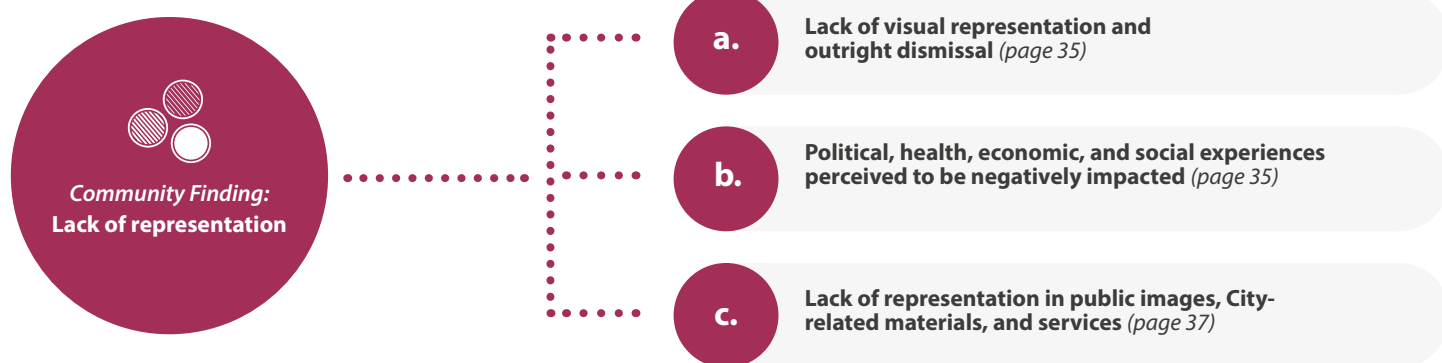 Community Finding:
Lack of representation
a.
Lack of visual representation and
outright dismissal (page 35)
b.
Political, health, economic, and social experiences
perceived to be negatively impacted (page 35)
c.
Lack of representation in public images, City-
related materials, and services (page 37)